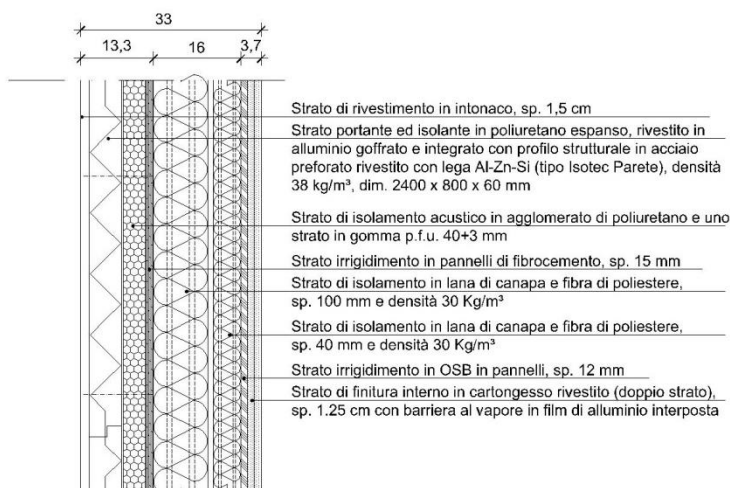 33
13,3 16 3,7
Strato di rivestimento in intonaco, sp. 1,5 cm
Strato portante ed isolante in poliuretano espanso, rivestito in
alluminio goffrato e integrato con profilo strutturale in acciaio
preforato rivestito con lega Al-Zn-Si (tipo Isotec Parete), densità
38 kg/m³, dim. 2400 x 800 x 60 mm
Strato di isolamento acustico in agglomerato di poliuretano e uno
strato in gomma p.f.u. 40+3 mm
Strato irrigidimento in pannelli di fibrocemento, sp. 15 mm
Strato di isolamento in lana di canapa e fibra di poliestere,
sp. 100 mm e densità 30 Kg/m³
Strato di isolamento in lana di canapa e fibra di poliestere,
sp. 40 mm e densità 30 Kg/m³
Strato irrigidimento in OSB in pannelli, sp. 12 mm
Strato di finitura interno in cartongesso rivestito (doppio strato),
sp. 1.25 cm con barriera al vapore in film di alluminio interposta